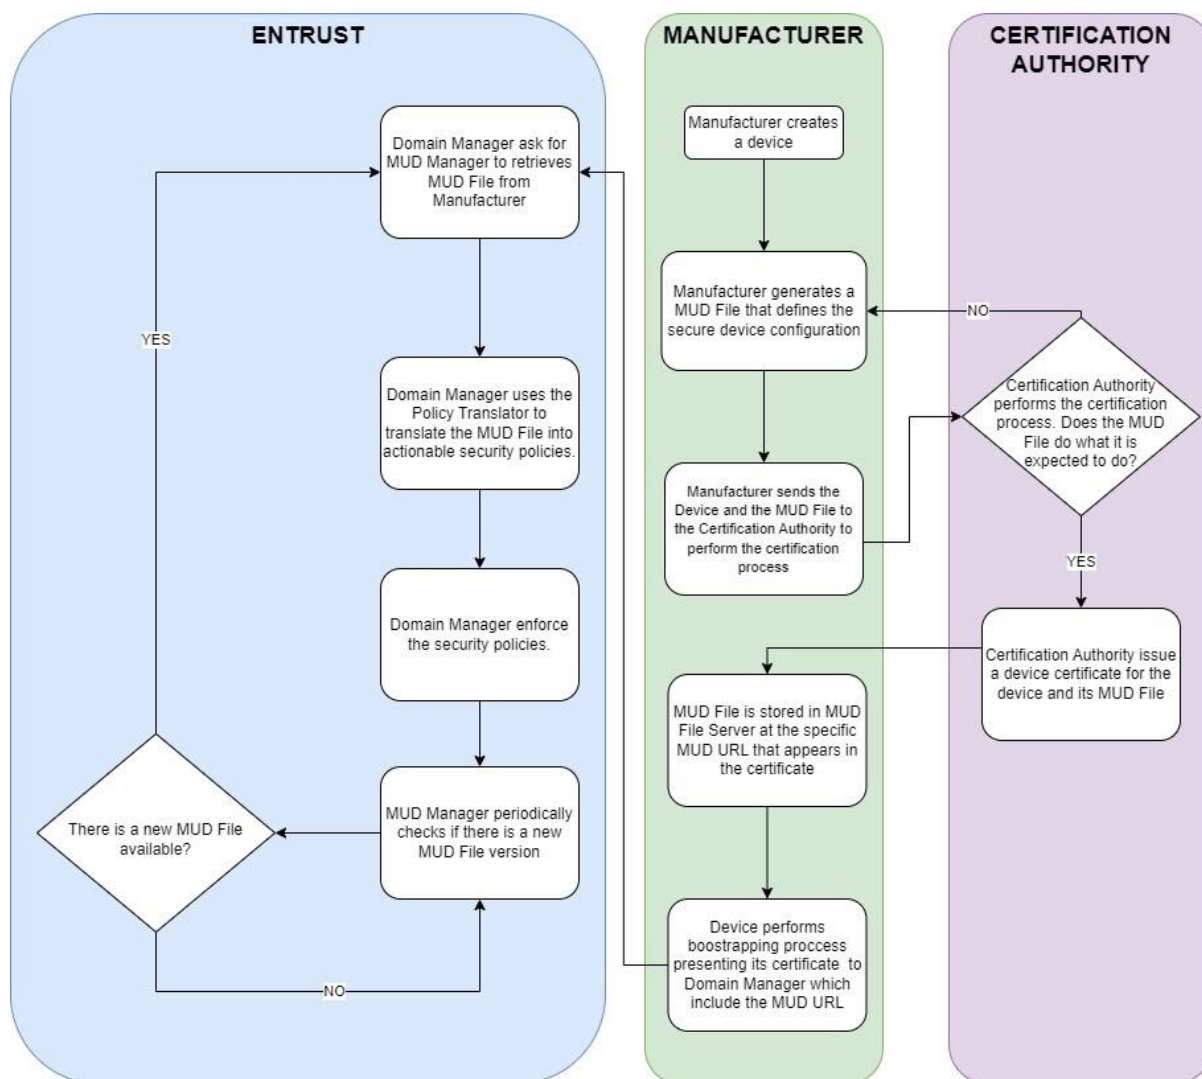 ENTRUST
Domain Manager ask for
MUD Manager to retrieves
MUD File from
Manufacturer
YES
Domain Manager uses the
Policy Translator to
translate the MUD File into
actionable security policies.
Domain Manager enforce
the security policies.
MUD Manager periodically
checks if there is a new
MUD File version
There is a new MUD File
available?
NO
MANUFACTURER
Manufacturer creates
a device
Manufacturer generates a
MUD File that defines the
secure device configuration
Manufacturer sends the
Device and the MUD File to
the Certification Authority to
perform the certification
process
MUD File is stored in MUD
File Server at the specific
MUD URL that appears in
the certificate
Device performs
boostrapping proccess
presenting its certificate to
Domain Manager which
include the MUD URL
CERTIFICATION
AUTHORITY
NO
Certification Authority
performs the certification
process. Does the MUD
File do what it is
expected to do?
YES
Certification Authority issue
a device certificate for the
device and its MUD File